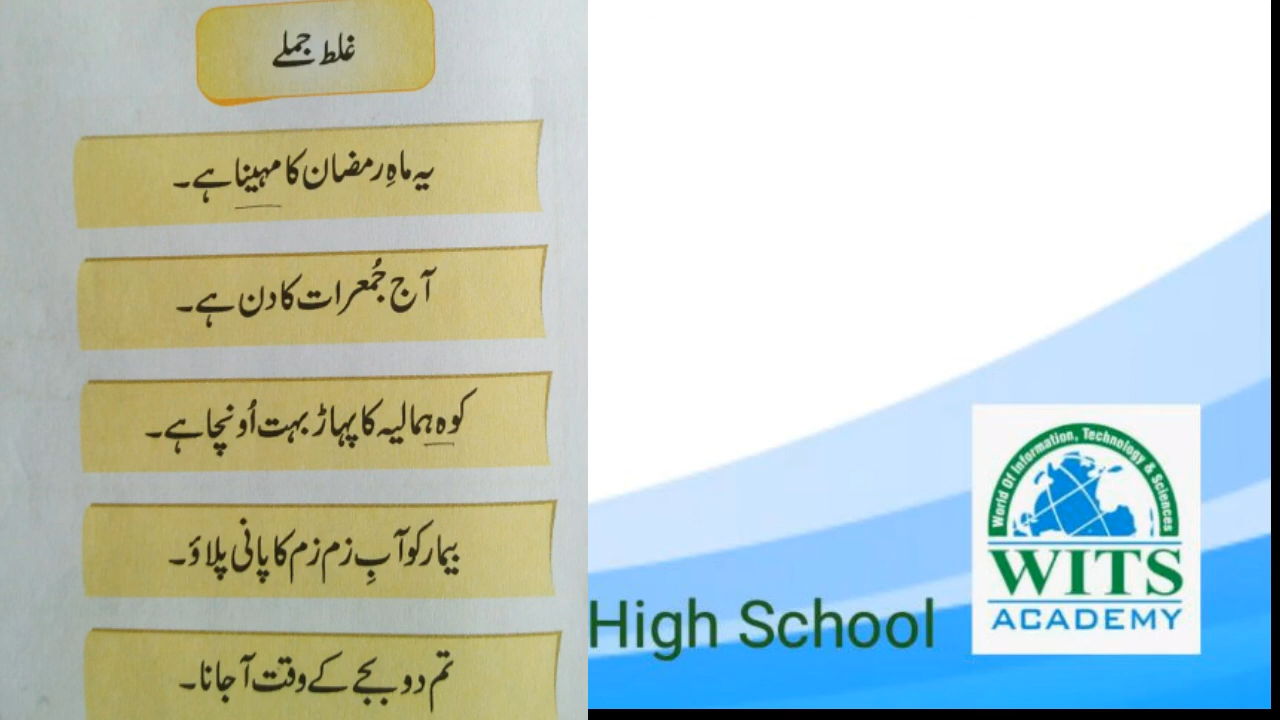 غلط جملے
یہ ماہِ رمضان کا مہینا ہے۔
آج جُمعرات کا دن ہے۔
کوہ ہمالیہ کا پہاڑ بہت اُونچا ہے۔
بیمار کو آبِ زم زم کا پانی پلاؤ۔
تم دو بجے کے وقت آ جانا۔
High School
World Of Information, Technology & Sciences
WITS
ACADEMY